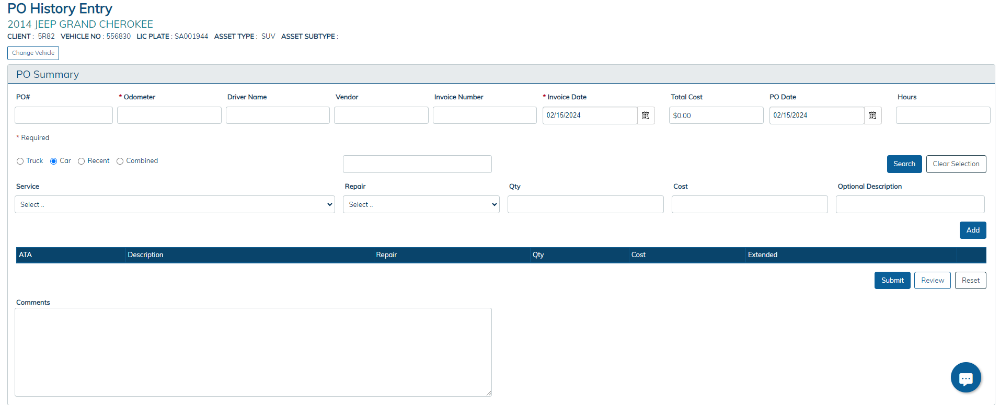 PO History Entry
2014 JEEP GRAND CHEROKEE
CLIENT : 5R82 VEHICLE NO : 556830 LIC PLATE : SA001944 ASSET TYPE : SUV ASSET SUBTYPE :
Change Vehicle
PO Summary
PO# * Odometer Driver Name Vendor Invoice Number * Invoice Date Total Cost PO Date Hours
02/15/2024 $0.00 02/15/2024
* Required
Truck Car Recent Combined Search Clear Selection
Service Repair Qty Cost Optional Description
Select .. Select ..
Add
ATA Description Repair Qty Cost Extended
Submit Review Reset
Comments